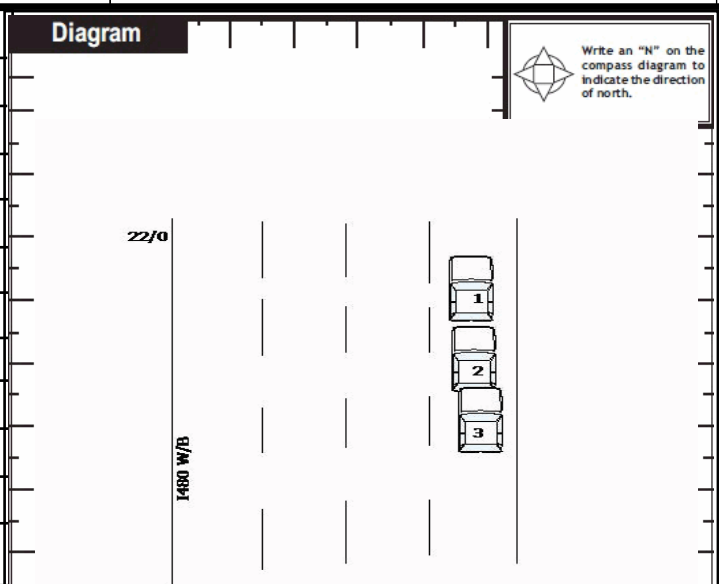 Diagram
Write an “N” on the
compass diagram to
indicate the direction
of north.
22/0
1
2
3
I480 W/B